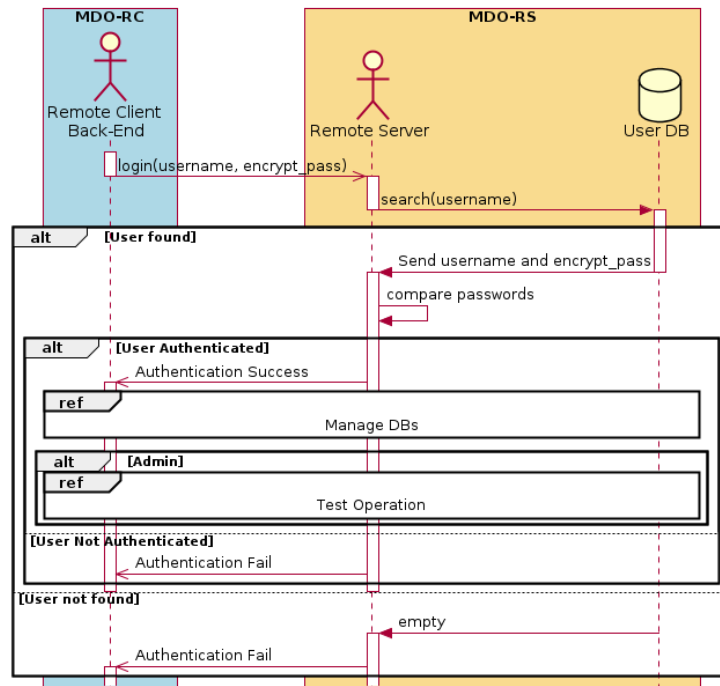 MDO-RC
MDO-RS
Remote Client
Back-End
Remote Server
User DB
login(username, encrypt_pass)
search(username)
alt
[User found]
Send username and encrypt_pass
compare passwords
alt
[User Authenticated]
Authentication Success
ref
Manage DBs
alt
[Admin]
ref
Test Operation
[User Not Authenticated]
Authentication Fail
[User not found]
empty
Authentication Fail